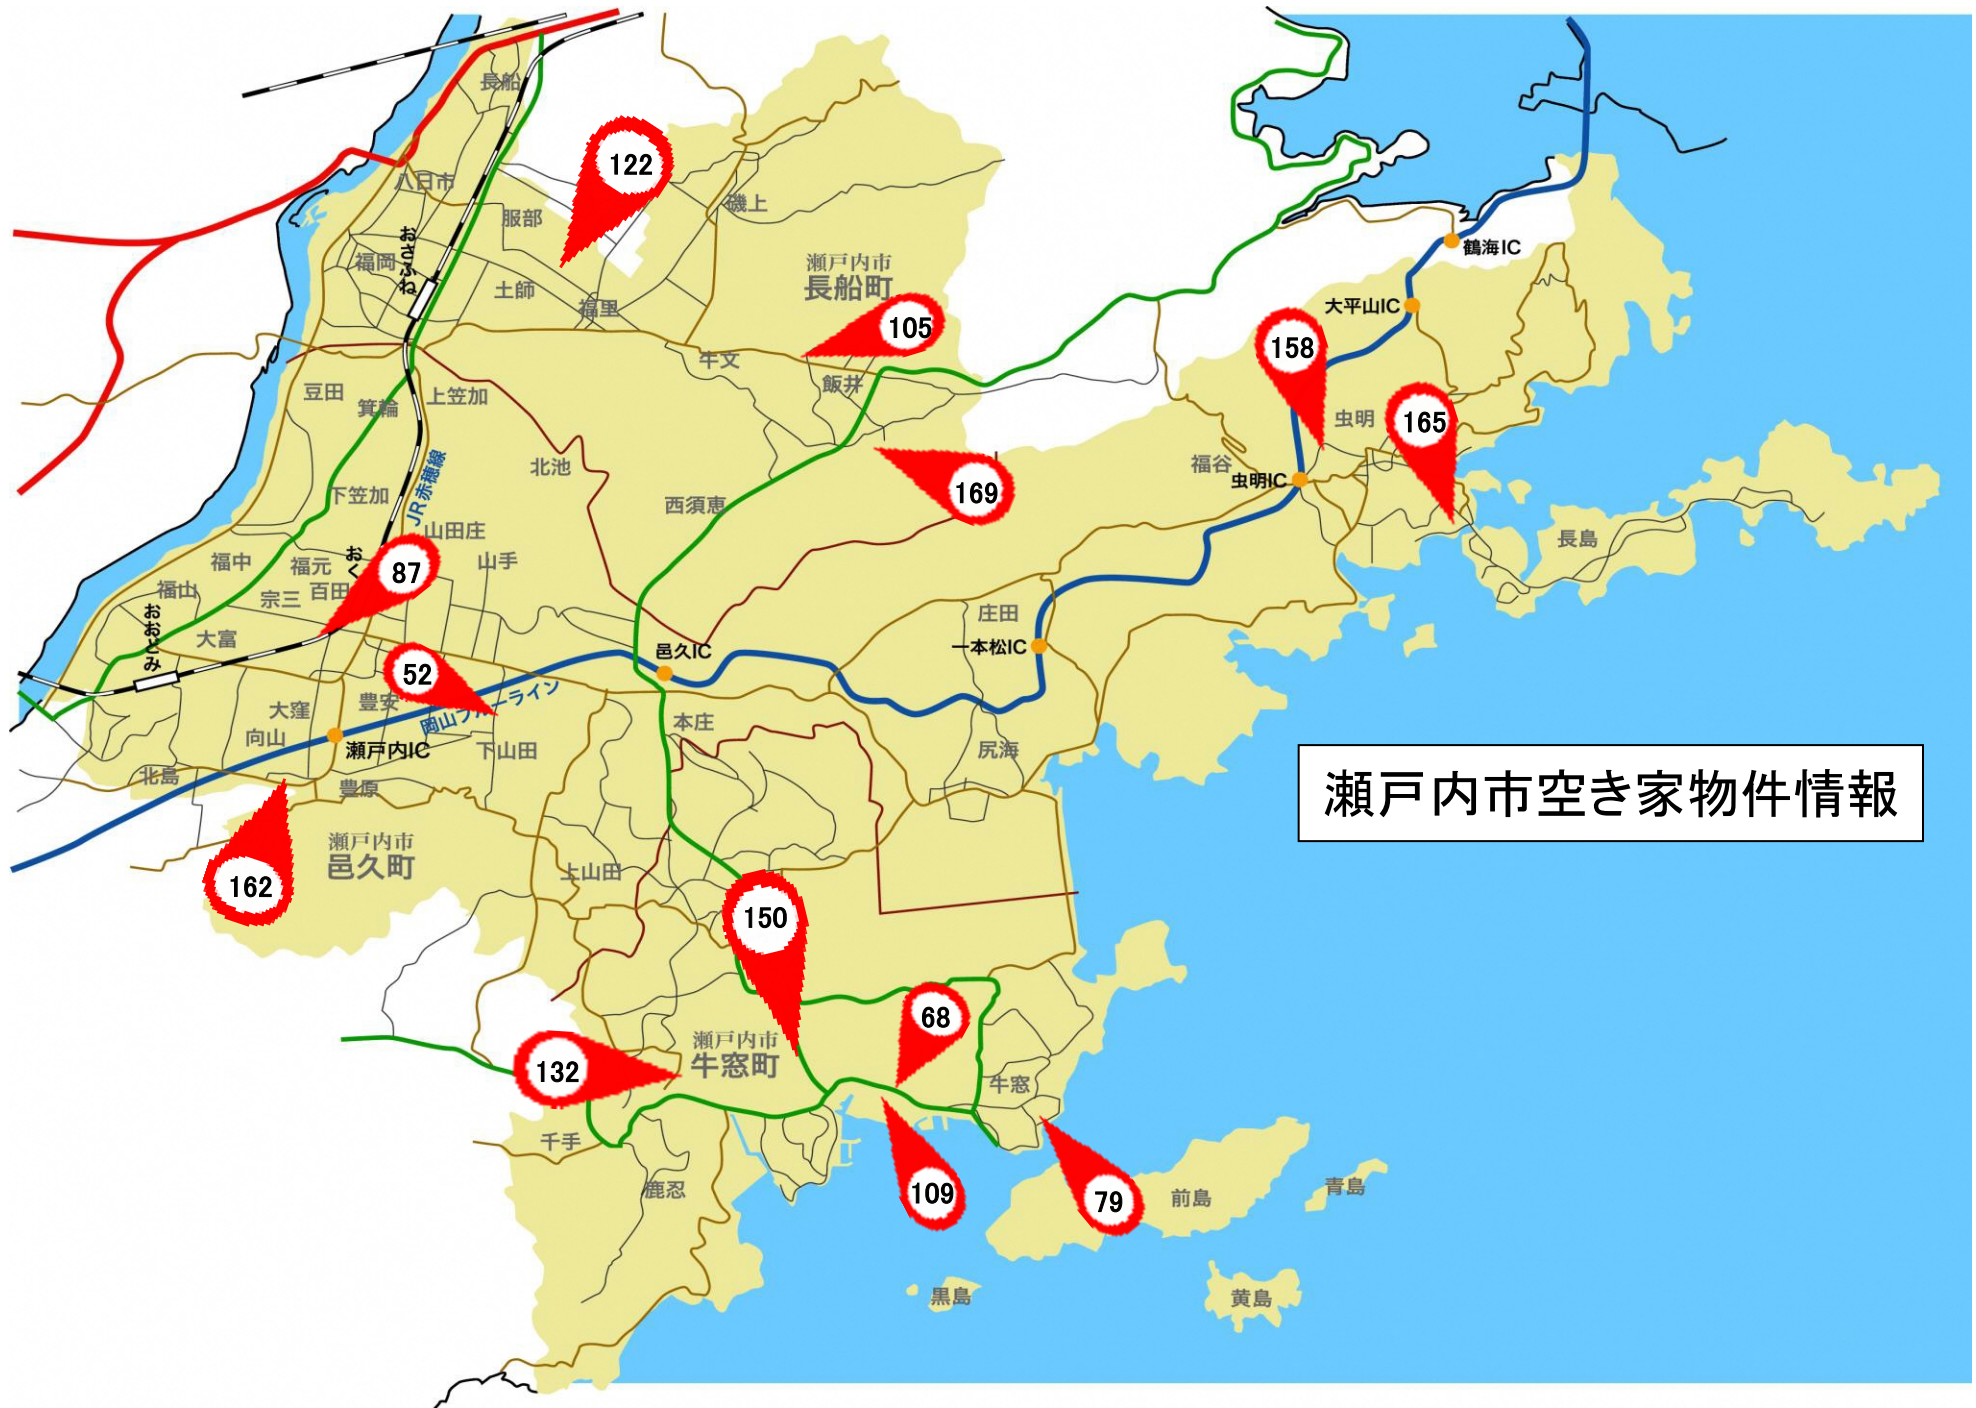 長船
122
八日市
磯上
服部
おさふね
福岡
瀬戸内市
長船町
鶴海IC
土師
福里
大平山IC
105
158
牛文
飯井
豆田
箕輪
上笠加
虫明
165
北池
福谷
JR赤穂線
虫明IC
下笠加
西須恵
169
山田庄
長島
おく
福中
福元
山手
87
福山
百田
宗三
おおどみ
庄田
大富
邑久IC
一本松IC
52
岡山ブルーライン
豊安
大窪
本庄
向山
瀬戸内IC
下山田
尻海
北島
豊原
瀬戸内市空き家物件情報
瀬戸内市
邑久町
上山田
162
150
68
瀬戸内市
牛窓町
132
牛窓
千手
鹿忍
109
79
前島
青島
黒島
黄島